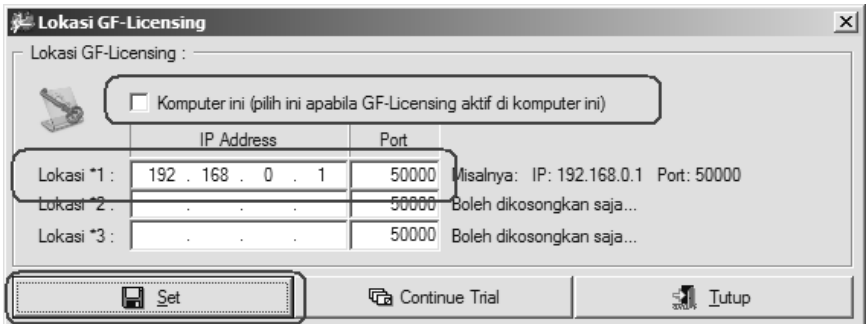 Lokasi GF-Licensing
Lokasi GF-Licensing :
Komputer ini (pilih ini apabila GF-Licensing aktif di komputer ini)
IP Address Port
Lokasi *1 : 192 . 168 . 0 . 1 50000 Misalnya: IP: 192.168.0.1 Port: 50000
Lokasi *2 : . . . 50000 Boleh dikosongkan saja...
Lokasi *3 : . . . 50000 Boleh dikosongkan saja...
Set Continue Trial Tutup